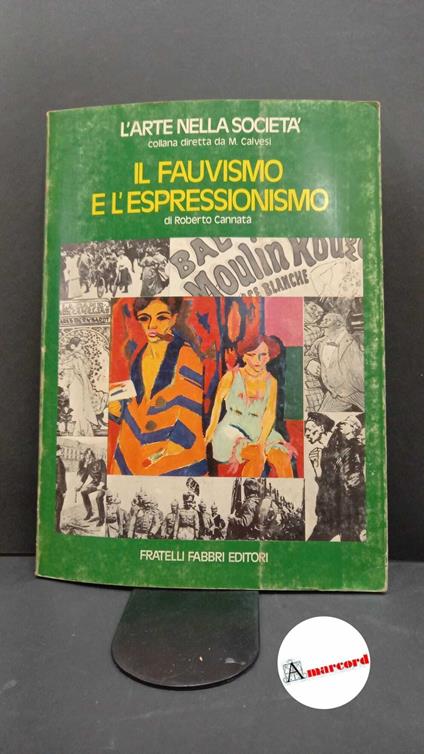 L'ARTE NELLA SOCIETA'
collana diretta da M. Calvesi
IL FAUVISMO
E L'ESPRESSIONISMO
di Roberto Cannatà
BAL
Moulin Rouge
BLANCHE
FRATELLI FABBRI EDITORI
Amarcord